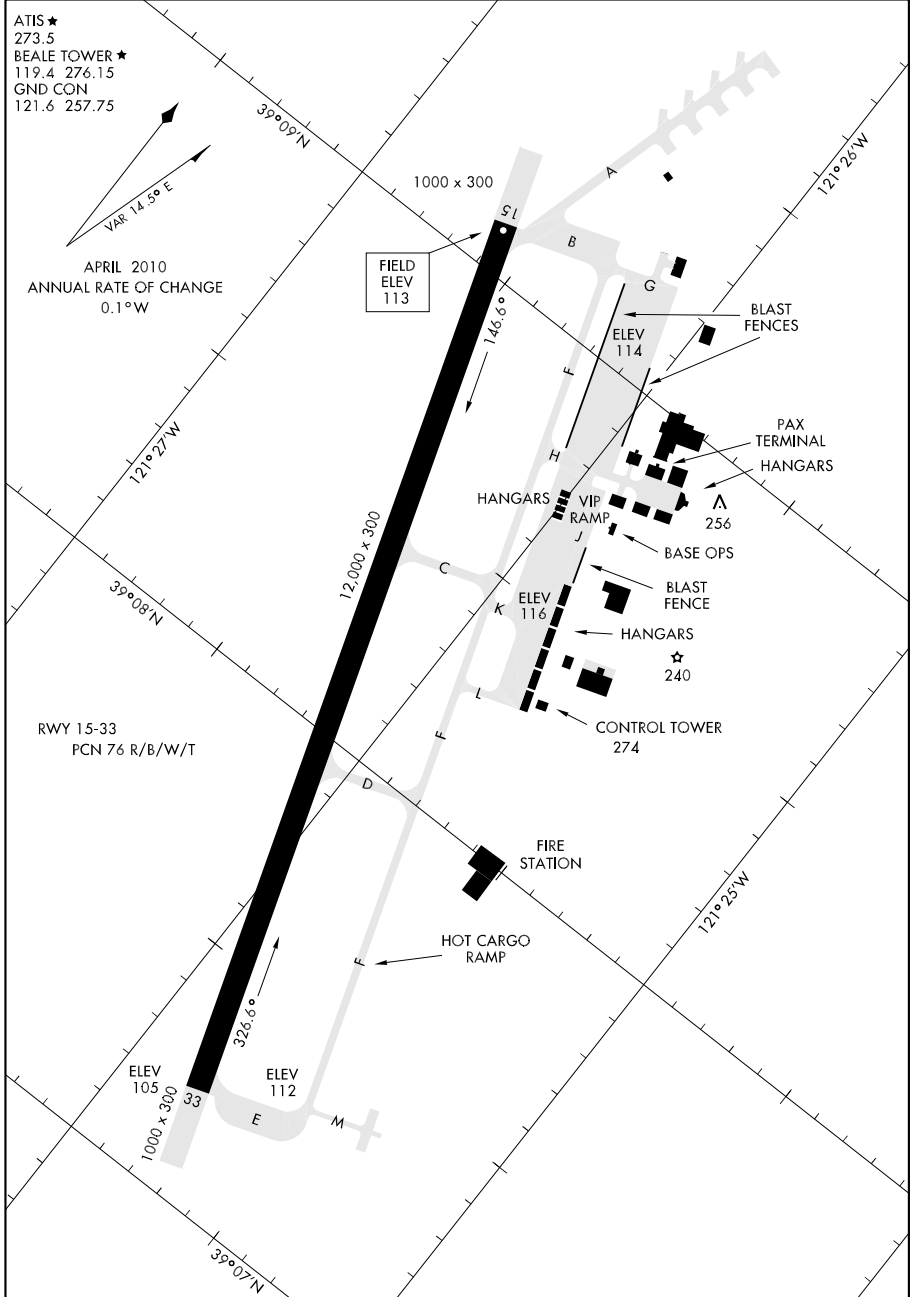 ATIS ★
273.5
BEALE TOWER ★
119.4 276.15
GND CON
121.6 257.75
VAR 14.5° E
APRIL 2010
ANNUAL RATE OF CHANGE
0.1° W
39°09'N
121°26'W
1000 x 300
A
15
B
FIELD
ELEV
113
G
146.6°
BLAST
FENCES
ELEV
114
F
121°27'W
PAX
TERMINAL
H
HANGARS
HANGARS
VIP
RAMP
256
12,000 x 300
J
BASE OPS
C
39°08'N
BLAST
FENCE
ELEV
116
K
HANGARS
240
L
RWY 15-33
PCN 76 R/B/W/T
F
CONTROL TOWER
274
D
FIRE
STATION
121°25'W
HOT CARGO
RAMP
F
326.6°
ELEV
105
ELEV
112
33
1000 x 300
E
M
39°07'N